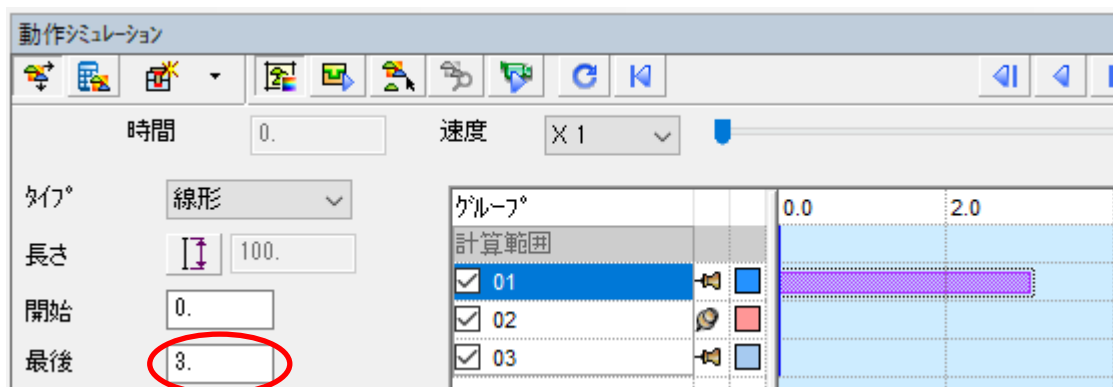 動作ｼﾐｭﾚｰｼｮﾝ
時間 0. 速度 X 1
ﾀｲﾌﾟ 線形
長さ 100.
開始 0.
最後 3.
ｸﾞﾙｰﾌﾟ 0.0 2.0
計算範囲
01
02
03